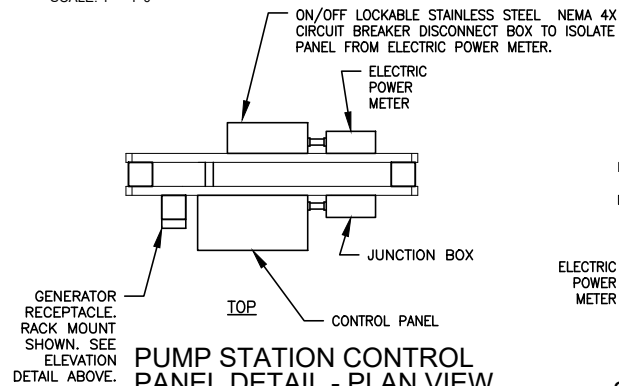 ON/OFF LOCKABLE STAINLESS STEEL NEMA 4X
CIRCUIT BREAKER DISCONNECT BOX TO ISOLATE
PANEL FROM ELECTRIC POWER METER.
ELECTRIC
POWER
METER
JUNCTION BOX
CONTROL PANEL
TOP
GENERATOR
RECEPTACLE.
RACK MOUNT
SHOWN. SEE
ELEVATION
DETAIL ABOVE.
PUMP STATION CONTROL
PANEL DETAIL - PLAN VIEW
ELECTRIC
POWER
METER